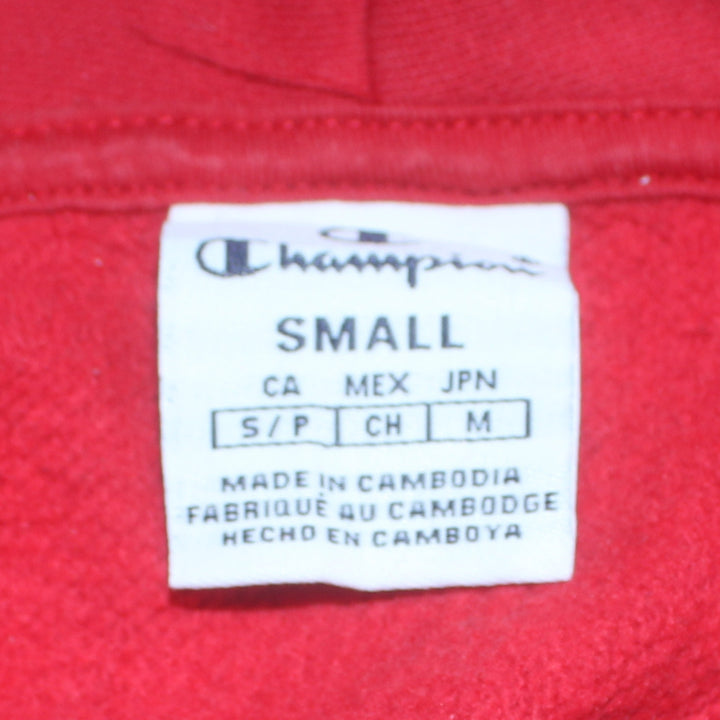 Champion
SMALL
CA MEX JPN
S/P CH M
MADE IN CAMBODIA
FABRIQUÉ AU CAMBODGE
HECHO EN CAMBOYA